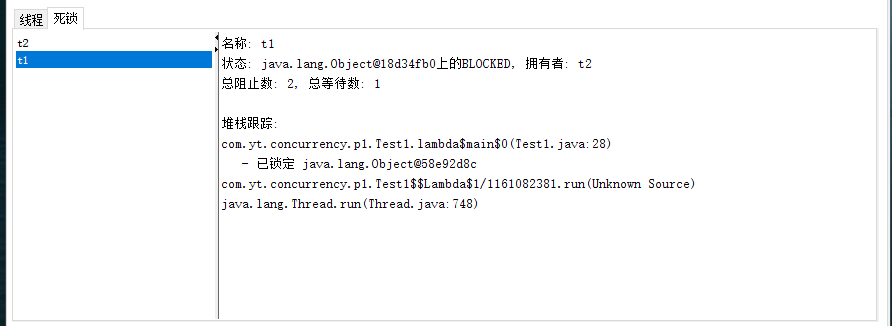 线程 死锁
t2
t1
名称: t1
状态: java.lang.Object@18d34fb0上的BLOCKED, 拥有者: t2
总阻止数: 2, 总等待数: 1
堆栈跟踪:
com.yt.concurrency.p1.Test1.lambda$main$0(Test1.java:28)
- 已锁定 java.lang.Object@58e92d8c
com.yt.concurrency.p1.Test1$$Lambda$1/1161082381.run(Unknown Source)
java.lang.Thread.run(Thread.java:748)